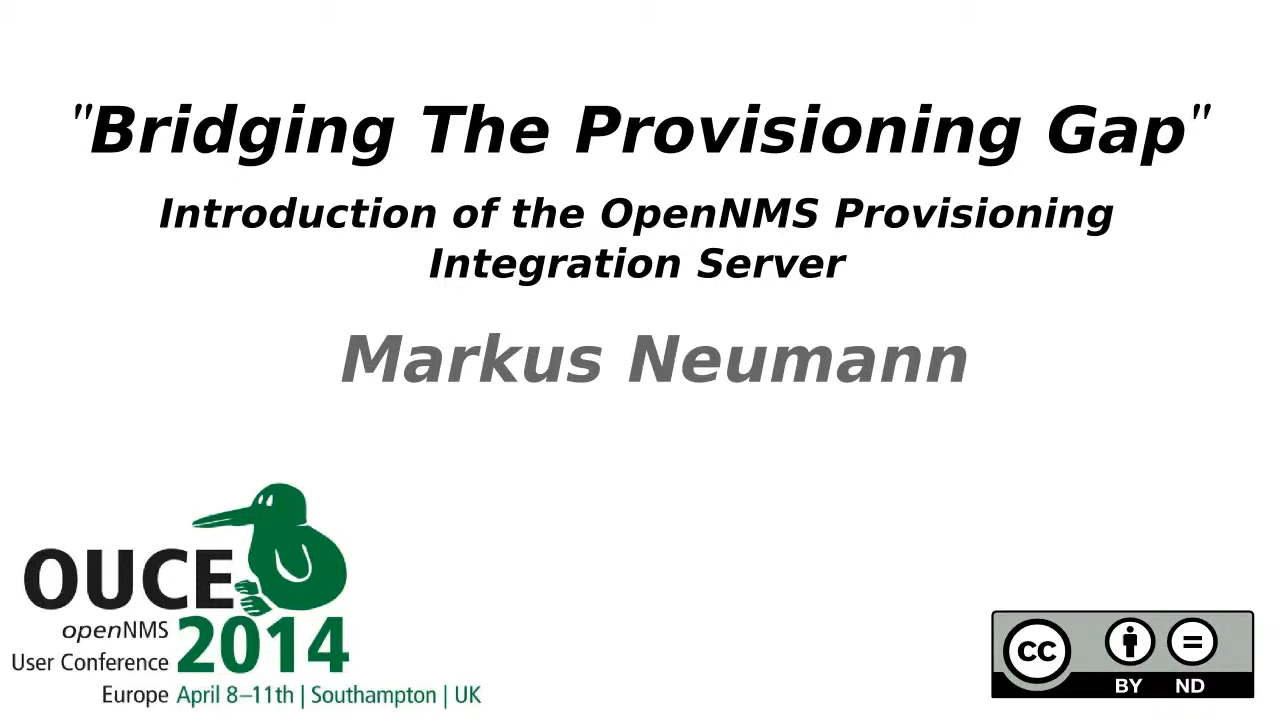 "Bridging The Provisioning Gap"
Introduction of the OpenNMS Provisioning
Integration Server
Markus Neumann
OUCE
openNMS
User Conference
2014
Europe April 8–11th | Southampton | UK
CC
BY ND